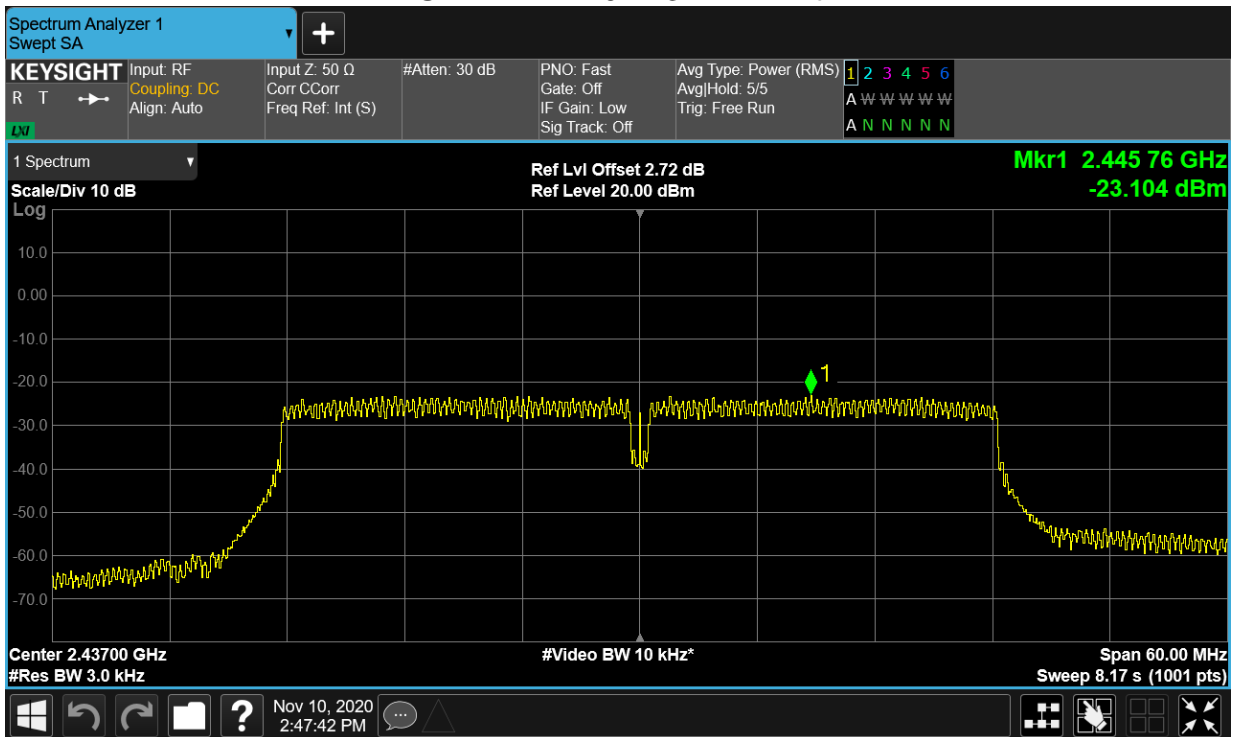 Spectrum Analyzer 1
Swept SA
+
KEYSIGHT
R T
LXI
Input: RF
Coupling: DC
Align: Auto
Input Z: 50 Ω
Corr CCorr
Freq Ref: Int (S)
#Atten: 30 dB
PNO: Fast
Gate: Off
IF Gain: Low
Sig Track: Off
Avg Type: Power (RMS)
Avg|Hold: 5/5
Trig: Free Run
1 2 3 4 5 6
A W W W W W
A N N N N N
1 Spectrum
Scale/Div 10 dB
Log
Ref Lvl Offset 2.72 dB
Ref Level 20.00 dBm
Mkr1 2.445 76 GHz
-23.104 dBm
10.0
0.00
-10.0
-20.0
-30.0
-40.0
-50.0
-60.0
-70.0
1
Center 2.43700 GHz
#Res BW 3.0 kHz
#Video BW 10 kHz*
Span 60.00 MHz
Sweep 8.17 s (1001 pts)
?
Nov 10, 2020
2:47:42 PM